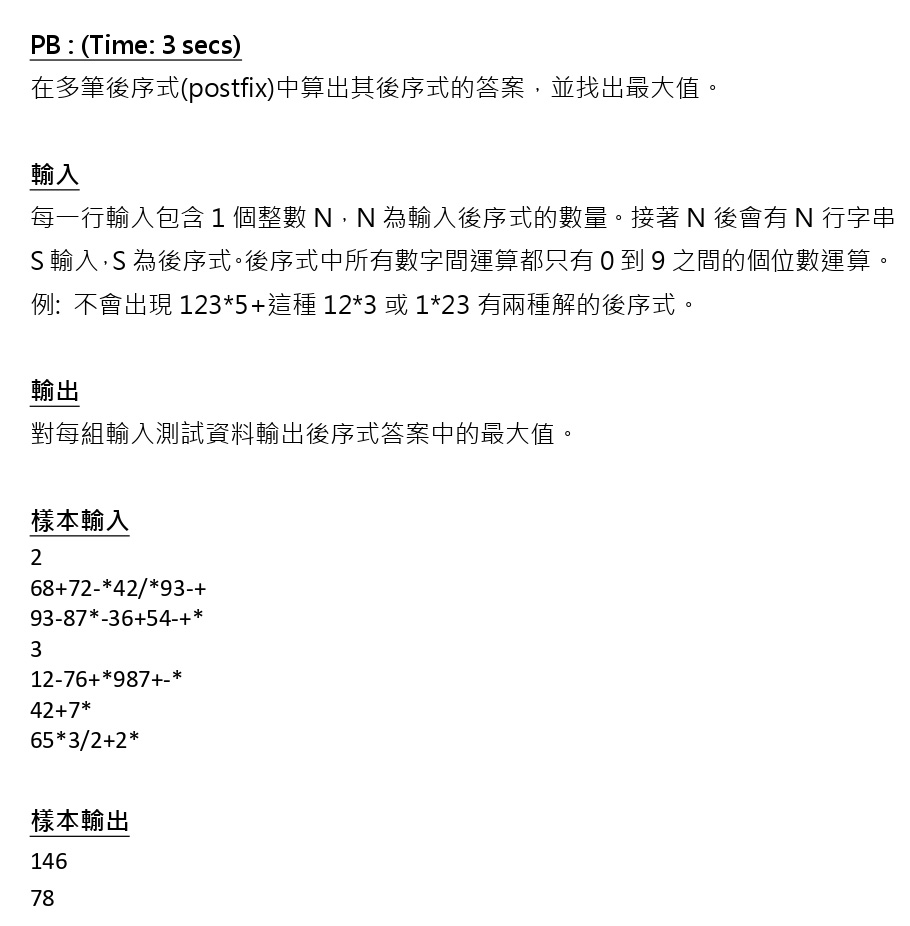 PB : (Time: 3 secs)
在多筆後序式(postfix)中算出其後序式的答案，並找出最大值。
輸入
每一行輸入包含 1 個整數 N，N 為輸入後序式的數量。接著 N 後會有 N 行字串
S 輸入，S 為後序式。後序式中所有數字間運算都只有 0 到 9 之間的個位數運算。
例: 不會出現 123*5+這種 12*3 或 1*23 有兩種解的後序式。
輸出
對每組輸入測試資料輸出後序式答案中的最大值。
樣本輸入
2
68+72-*42/*93-+
93-87*-36+54-+*
3
12-76+*987+-*
42+7*
65*3/2+2*
樣本輸出
146
78